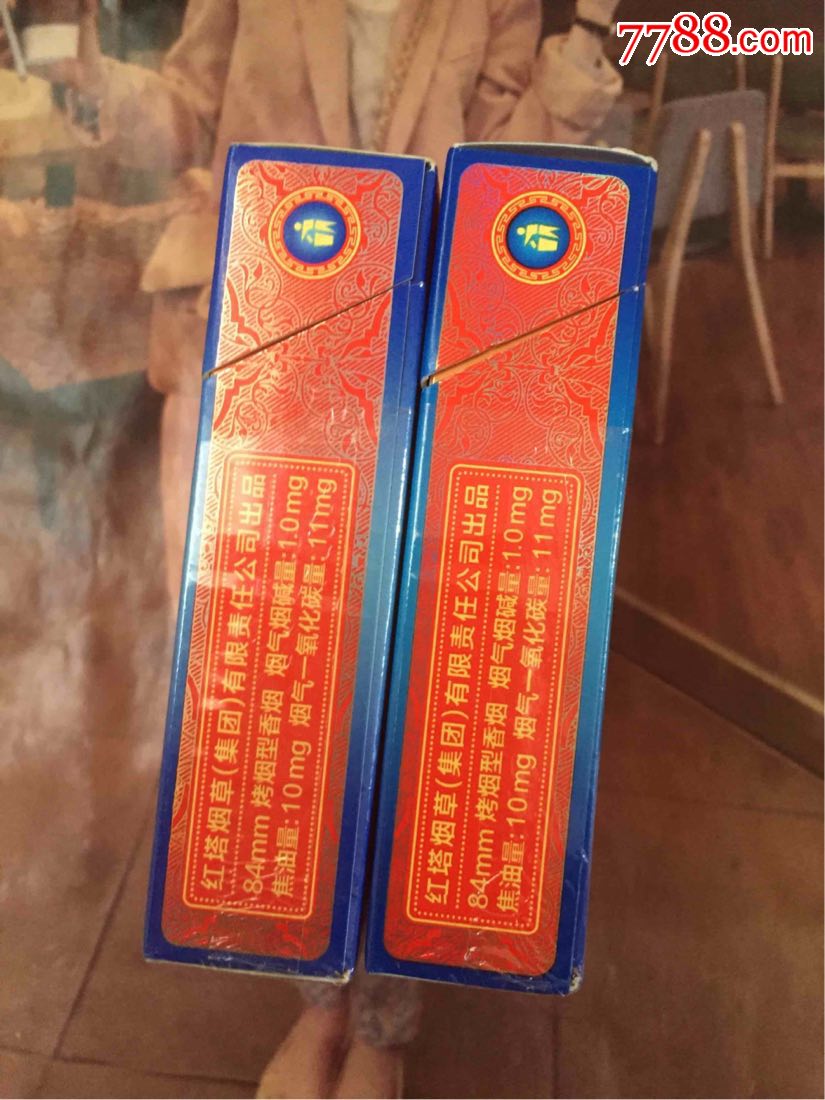 7788.com
红塔烟草(集团)有限责任公司出品
84mm 烤烟型香烟 烟气烟碱量:1.0mg
焦油量:10mg 烟气一氧化碳量:11mg
红塔烟草(集团)有限责任公司出品
84mm 烤烟型香烟 烟气烟碱量:1.0mg
焦油量:10mg 烟气一氧化碳量:11mg